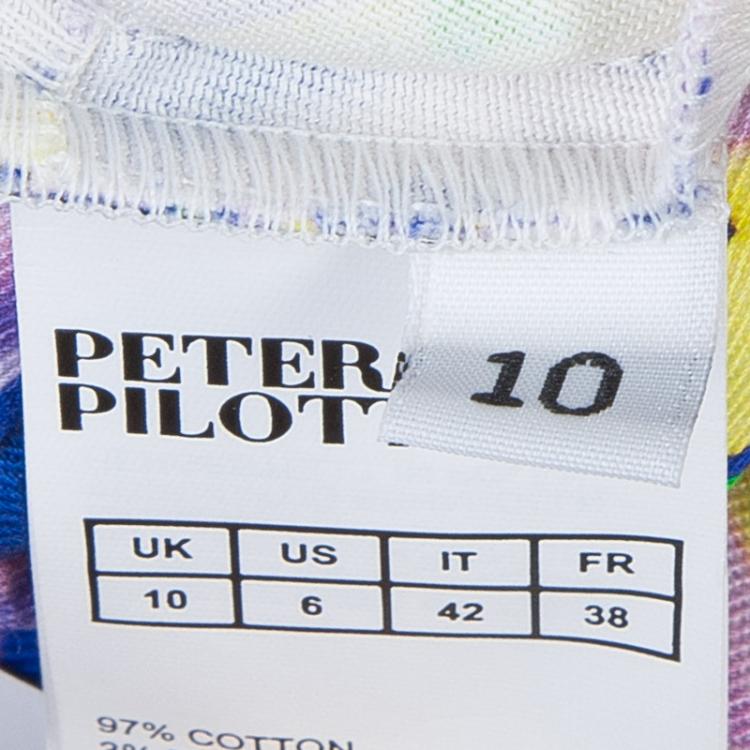 PETER
PILOT
10
UK US IT FR
10 6 42 38
97% COTTON